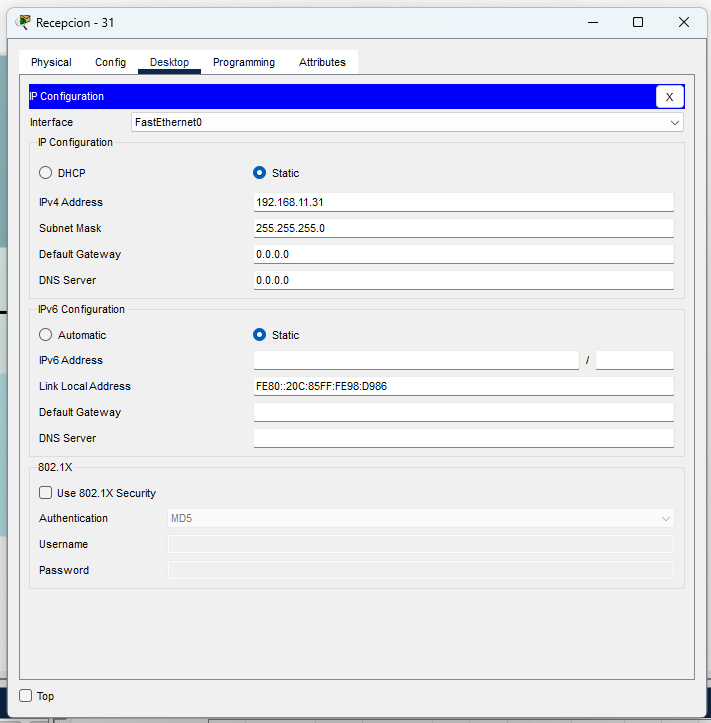 Recepcion - 31
Physical Config Desktop Programming Attributes
IP Configuration
X
Interface FastEthernet0
IP Configuration
DHCP Static
IPv4 Address 192.168.11.31
Subnet Mask 255.255.255.0
Default Gateway 0.0.0.0
DNS Server 0.0.0.0
IPv6 Configuration
Automatic Static
IPv6 Address /
Link Local Address FE80::20C:85FF:FE98:D986
Default Gateway
DNS Server
802.1X
Use 802.1X Security
Authentication MD5
Username
Password
Top